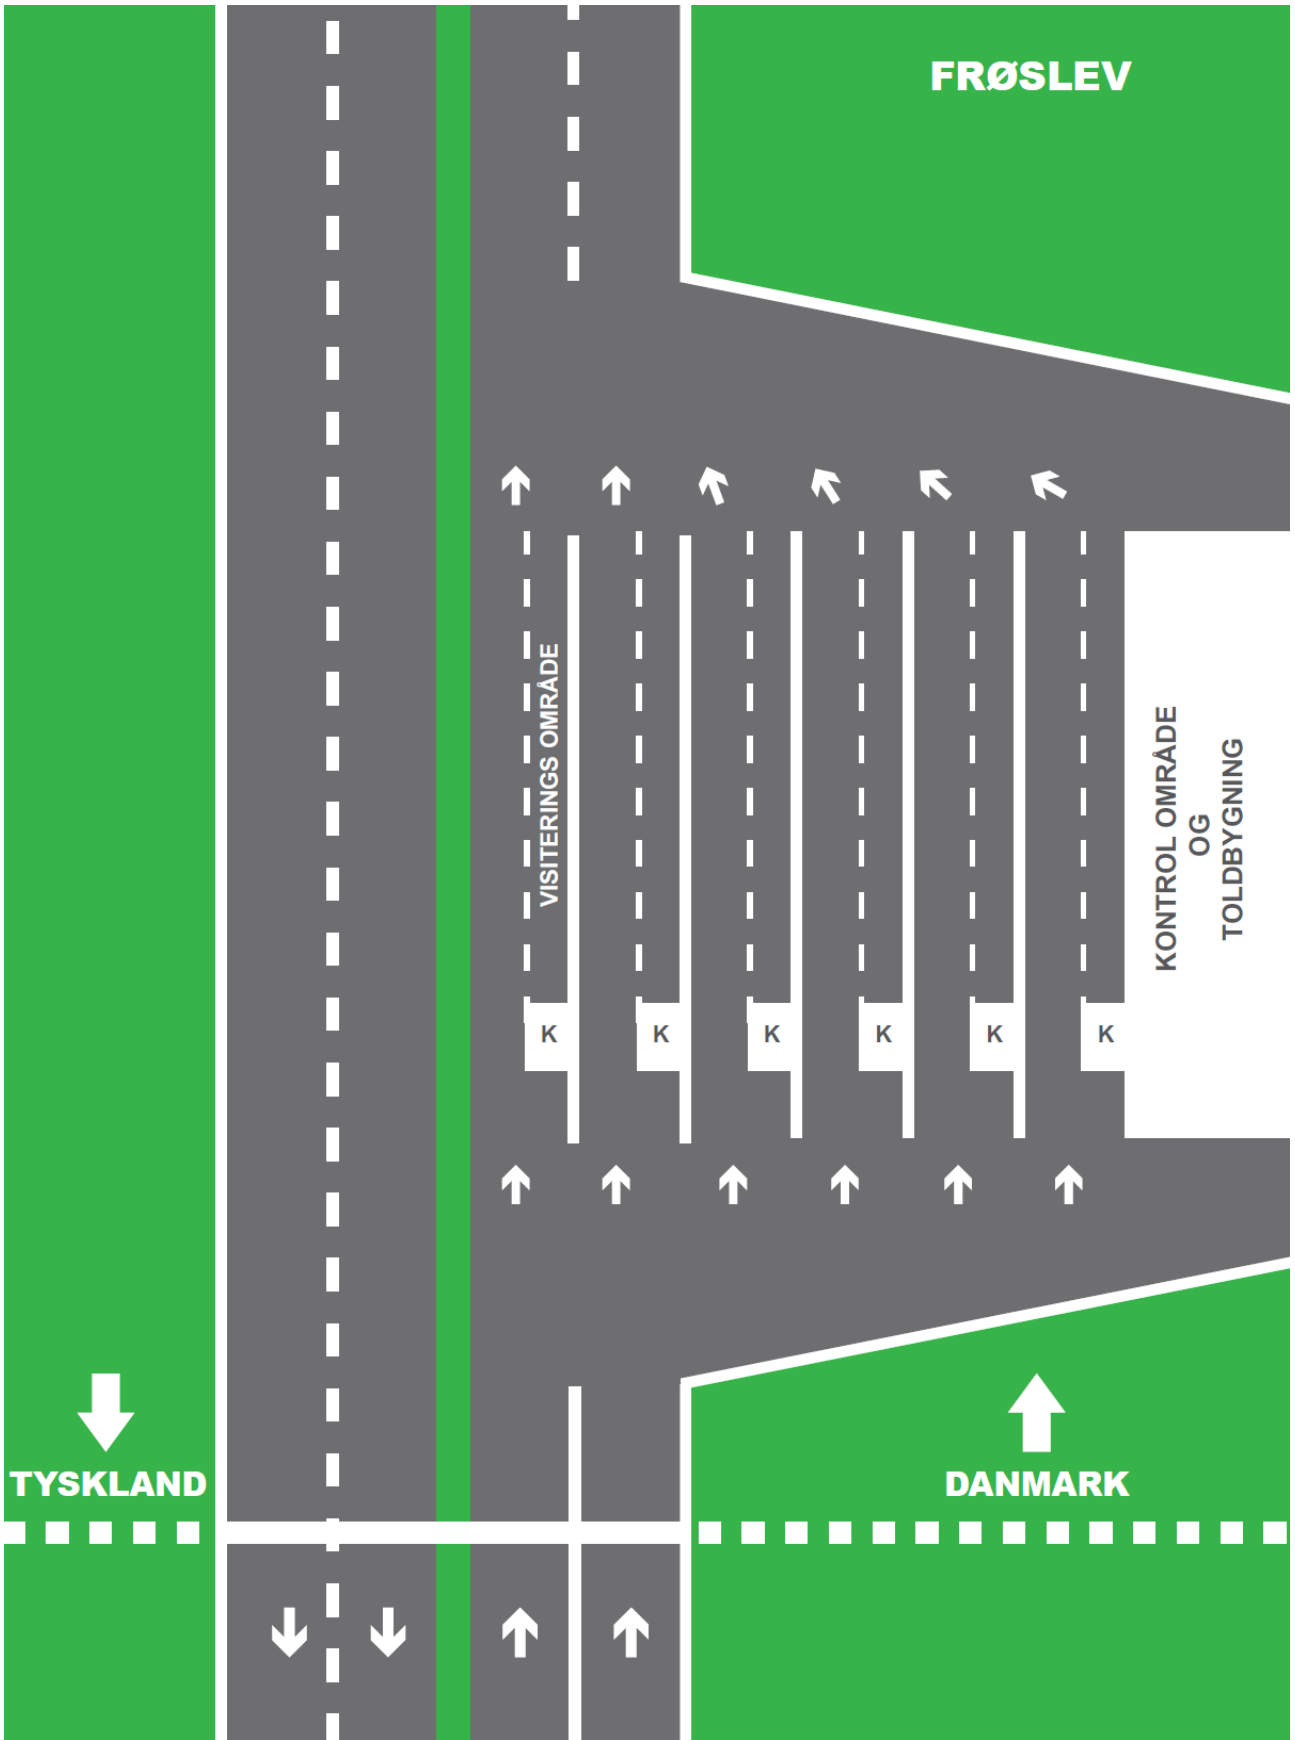 FRØSLEV
VISITERINGS OMRÅDE
KONTROL OMRÅDE
OG
TOLDBYGNING
K
K
K
K
K
K
TYSKLAND
DANMARK